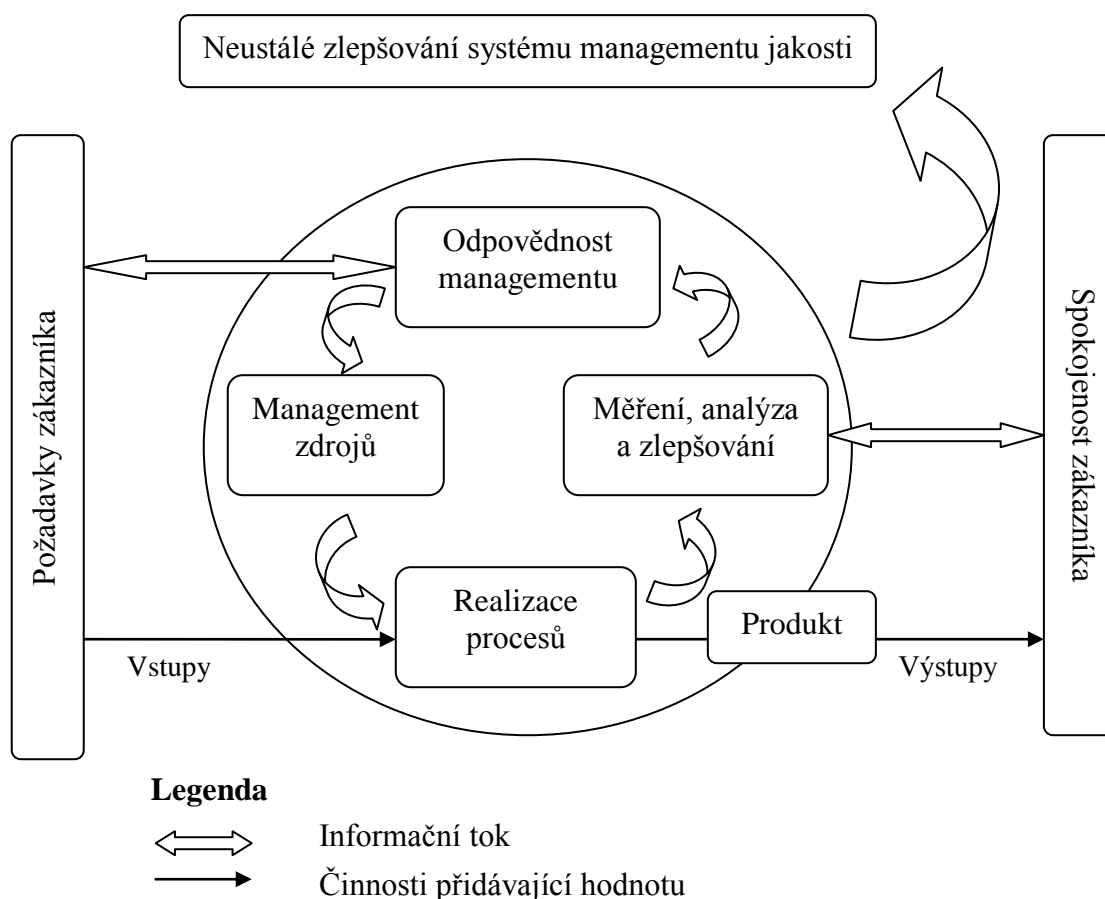 Neustálé zlepšování systému managementu jakosti
Požadavky zákazníka
Odpovědnost
managementu
Management
zdrojů
Měření, analýza
a zlepšování
Spokojenost zákazníka
Realizace
procesů
Produkt
Vstupy
Výstupy
Legenda
Informační tok
Činnosti přidávající hodnotu